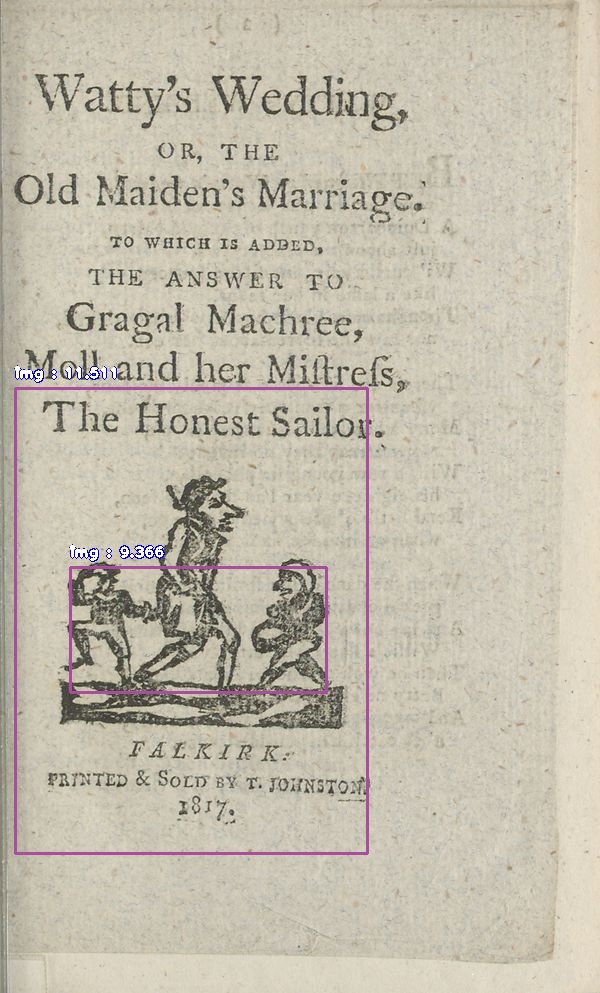 Watty's Wedding,
OR, THE
Old Maiden's Marriage.
TO WHICH IS ADDED,
THE ANSWER TO
Gragal Machree,
Moll and her Miſtreſs,
img : 11.511
The Honest Sailor.
img : 9.366
FALKIRK:
PRINTED & SOLD BY T. JOHNSTON.
1817.